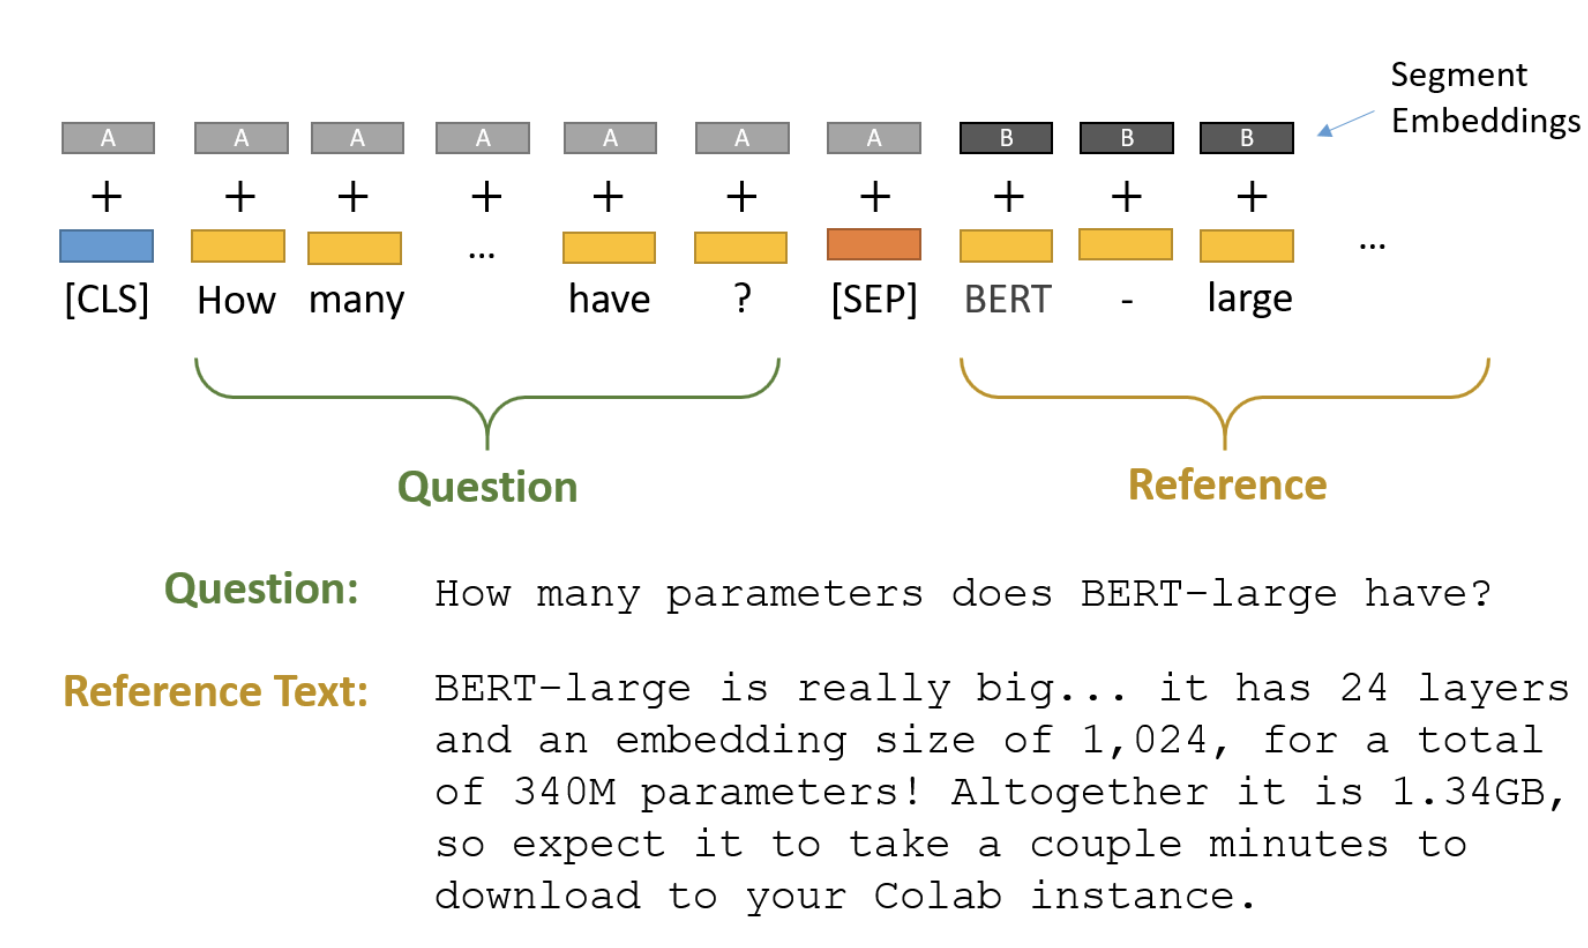 Segment
Embeddings
A A A A A A A B B B
+ + + + + + + + + +
[CLS] How many ... have ? [SEP] BERT - large ...
Question Reference
Question: How many parameters does BERT-large have?
Reference Text: BERT-large is really big... it has 24 layers
and an embedding size of 1,024, for a total
of 340M parameters! Altogether it is 1.34GB,
so expect it to take a couple minutes to
download to your Colab instance.